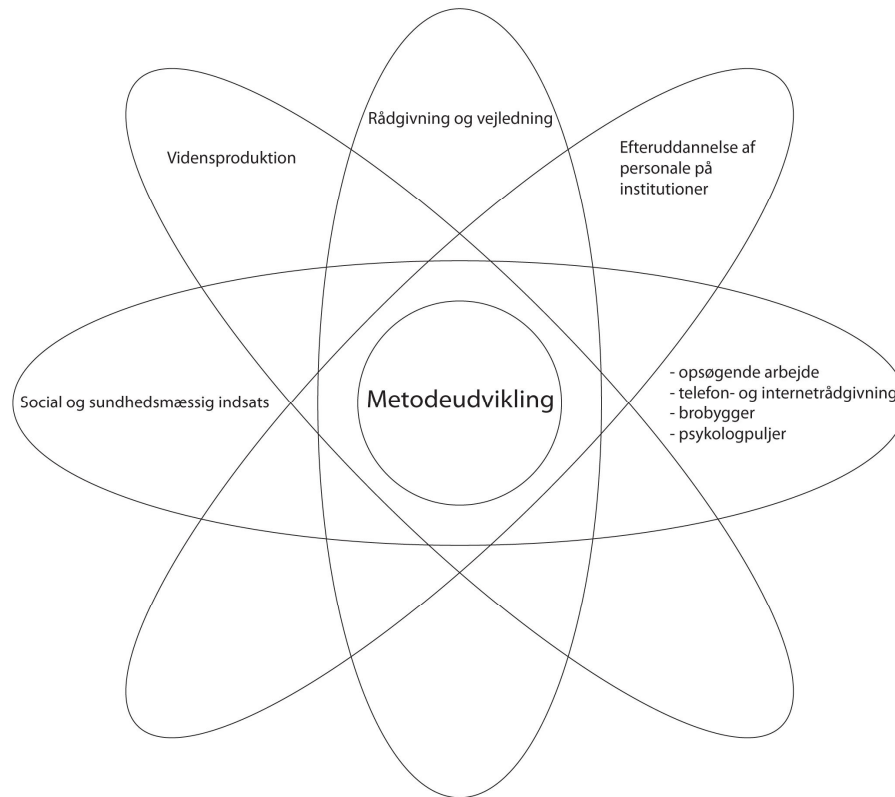 Rådgivning og vejledning
Vidensproduktion
Efteruddannelse af
personale på
institutioner
Social og sundhedsmæssig indsats
Metodeudvikling
- opsøgende arbejde
- telefon- og internetrådgivning
- brobygger
- psykologpuljer